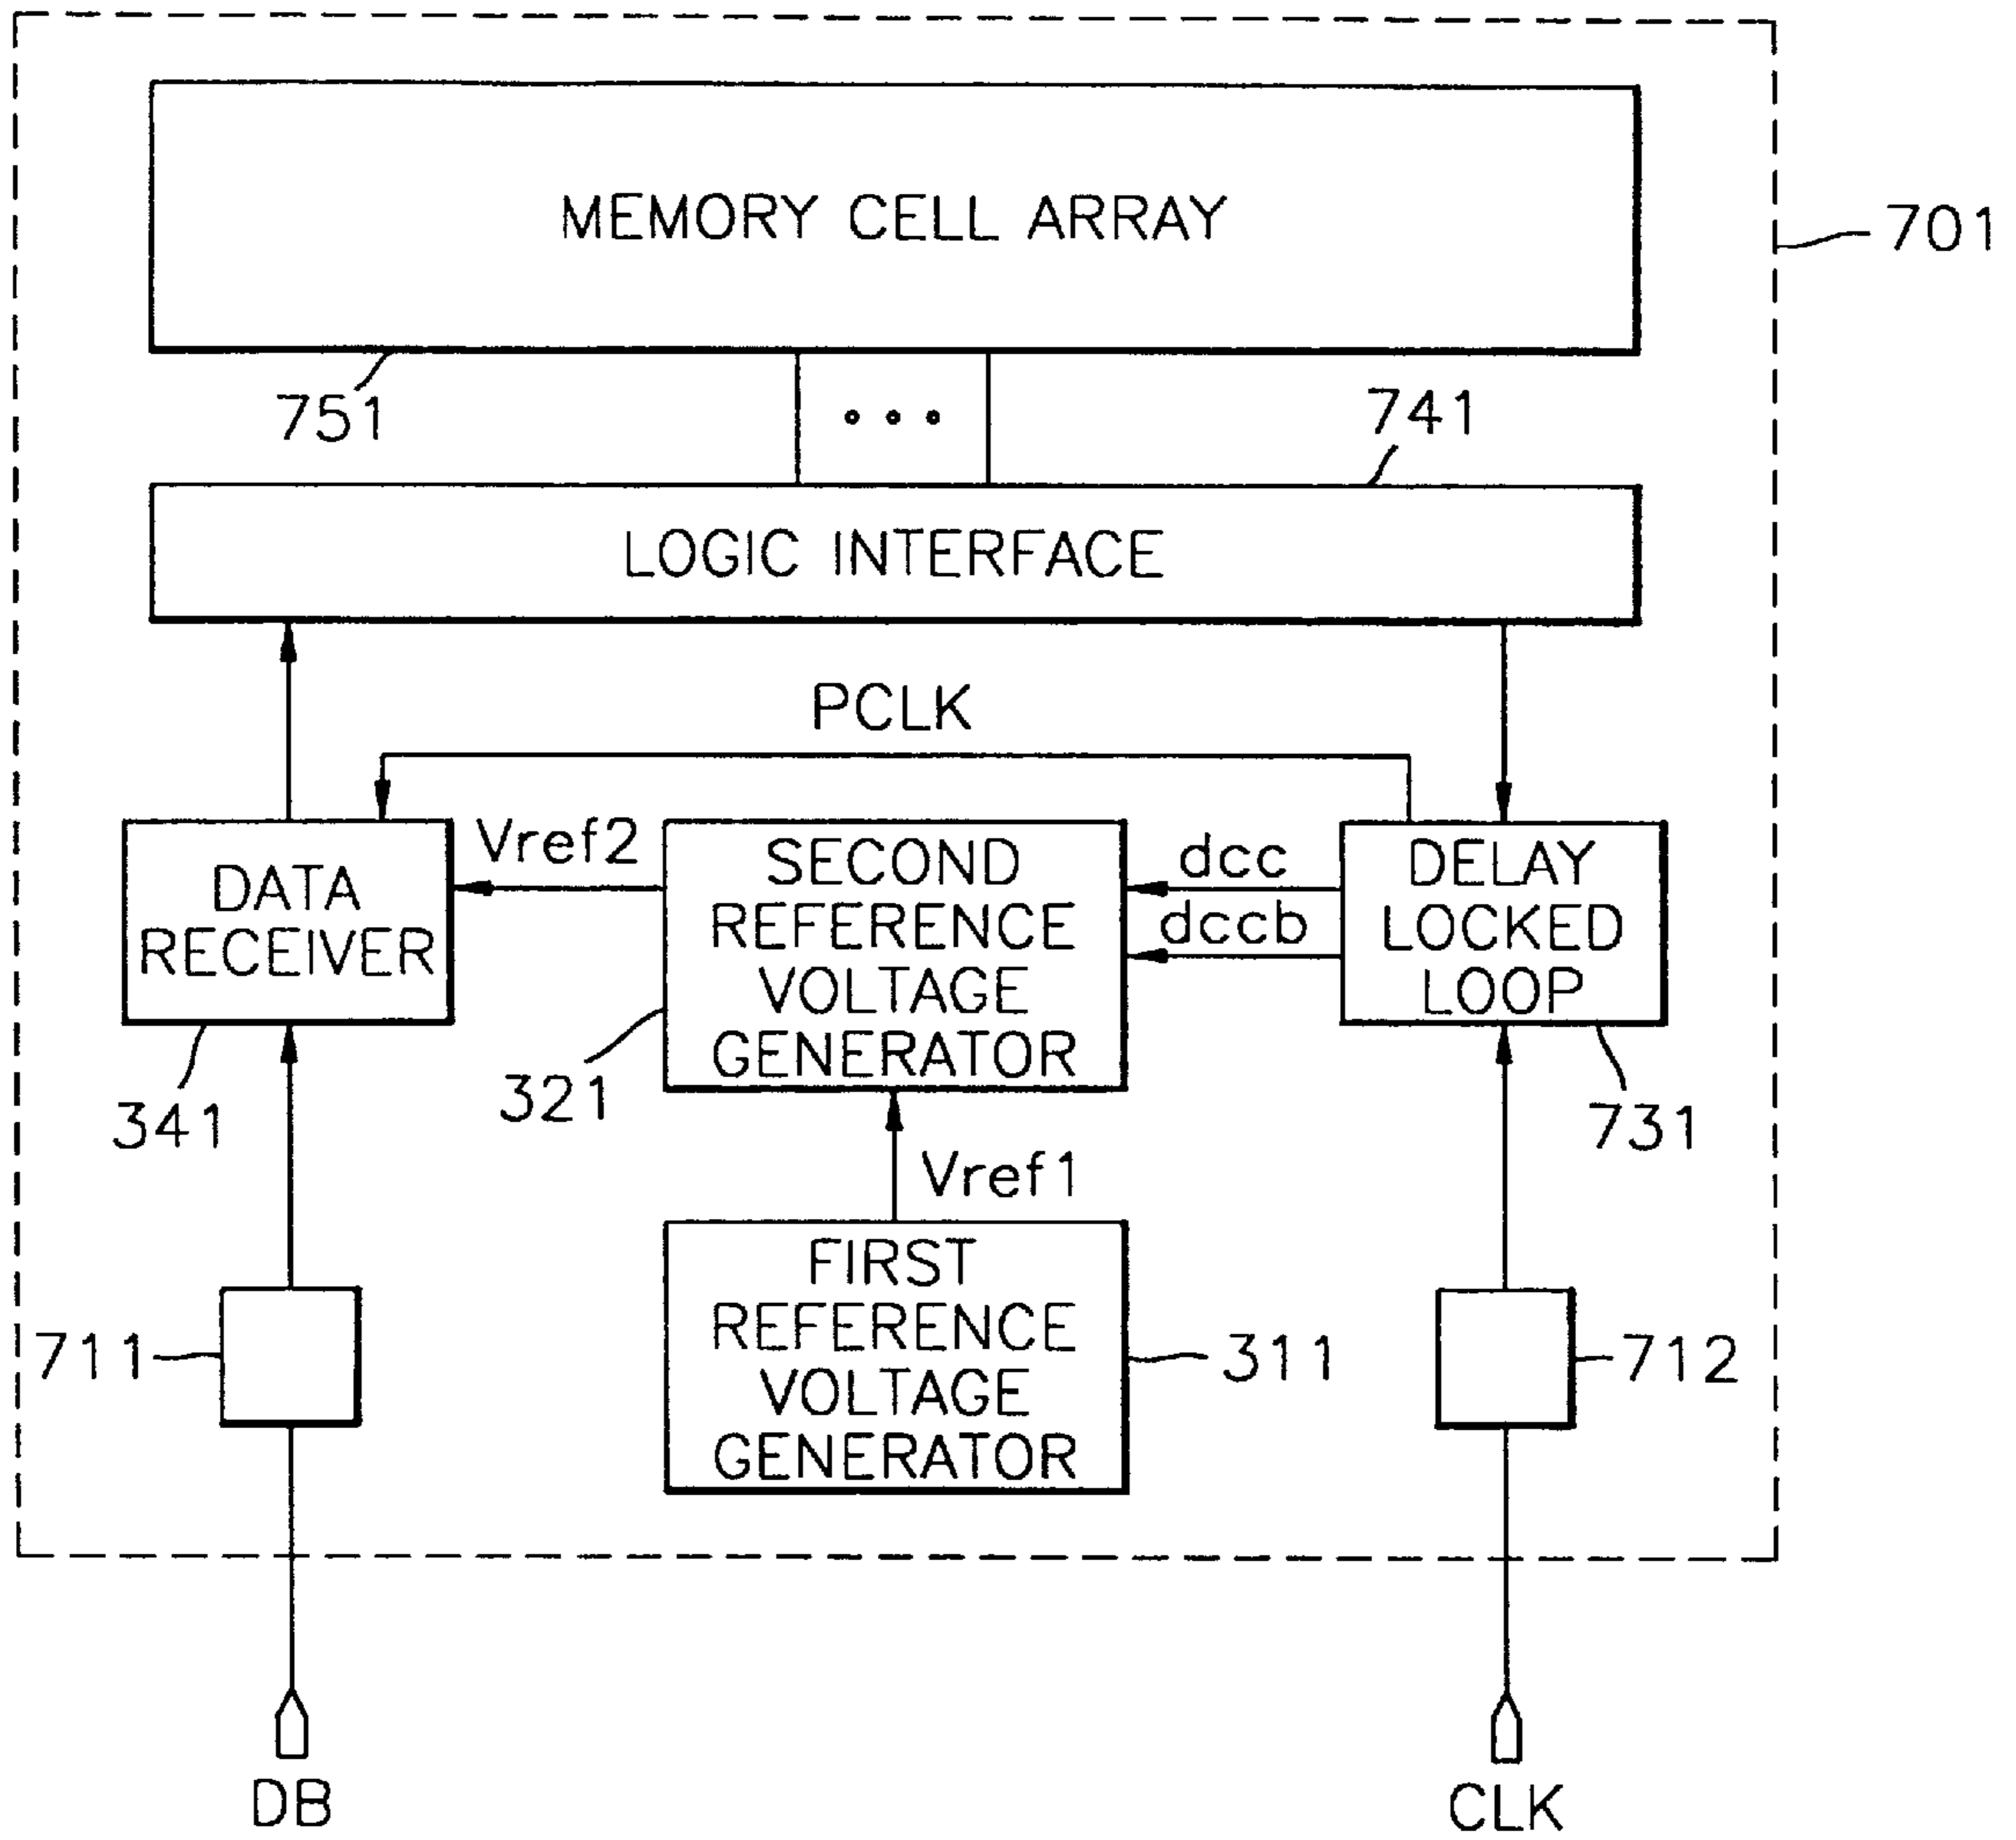 MEMORY CELL ARRAY
701
751
741
LOGIC INTERFACE
PCLK
DATA
RECEIVER
Vref2
SECOND
REFERENCE
VOLTAGE
GENERATOR
dcc
dccb
DELAY
LOCKED
LOOP
341
321
731
Vref1
FIRST
REFERENCE
VOLTAGE
GENERATOR
711
311
712
DB
CLK